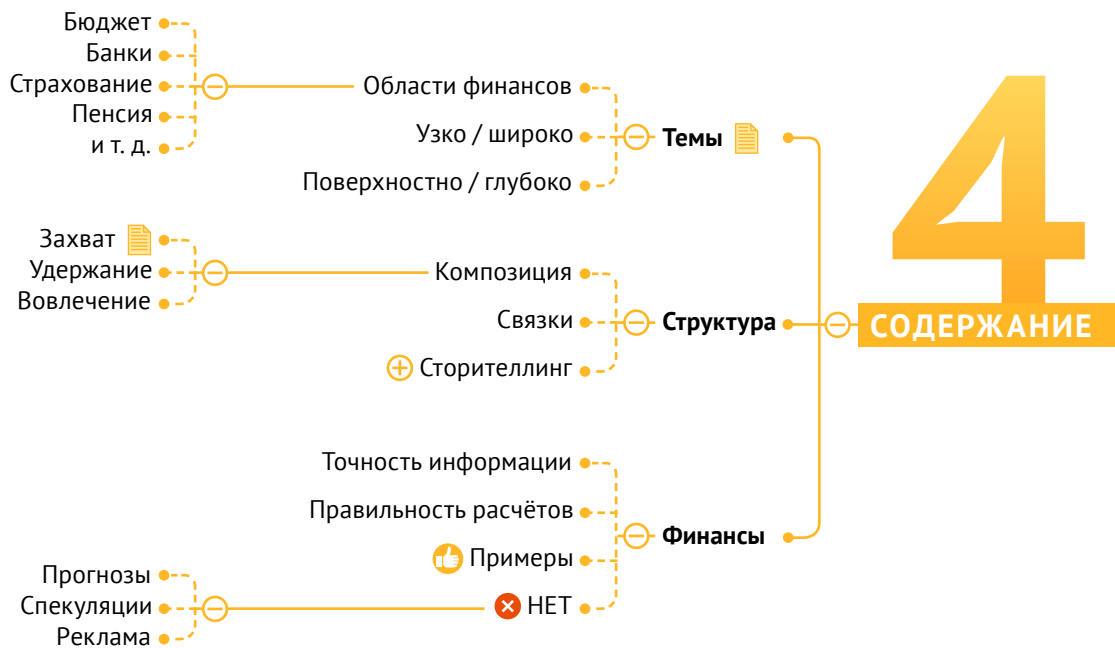 4
СОДЕРЖАНИЕ
Темы
Области финансов
Бюджет
Банки
Страхование
Пенсия
и т. д.
Узко / широко
Поверхностно / глубоко
Структура
Композиция
Захват
Удержание
Вовлечение
Связки
Сторителлинг
Финансы
Точность информации
Правильность расчётов
Примеры
НЕТ
Прогнозы
Спекуляции
Реклама